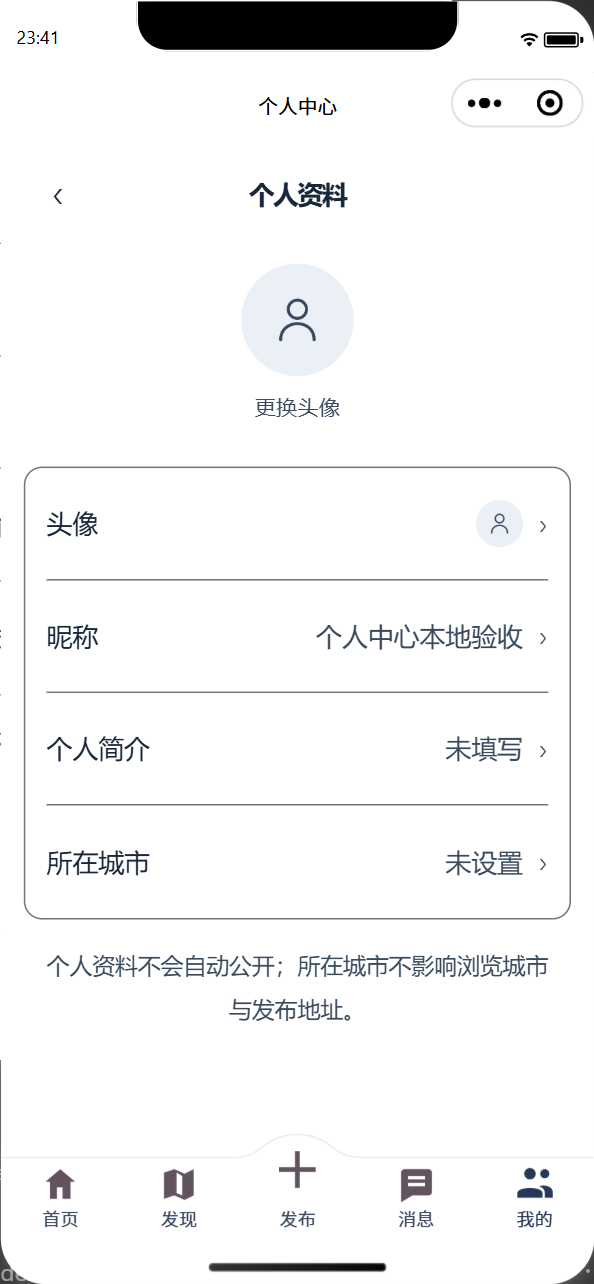 23:41
个人中心
个人资料
更换头像
头像
昵称 个人中心本地验收
个人简介 未填写
所在城市 未设置
个人资料不会自动公开；所在城市不影响浏览城市
与发布地址。
首页 发现 发布 消息 我的